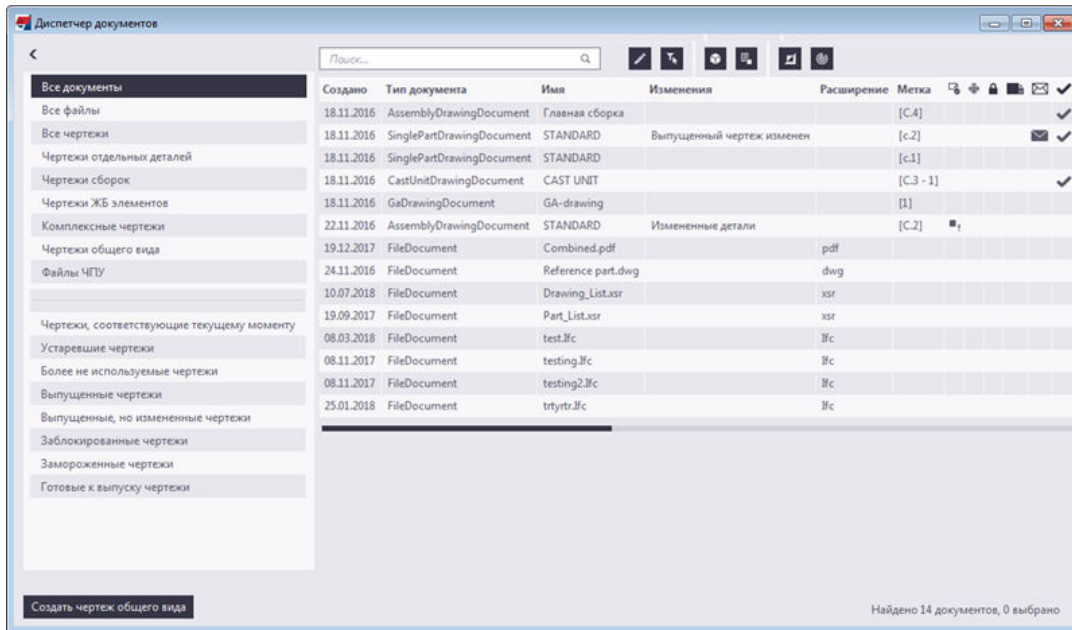 Диспетчер документов
Поиск...
Все документы
Все файлы
Все чертежи
Чертежи отдельных деталей
Чертежи сборок
Чертежи ЖБ элементов
Комплексные чертежи
Чертежи общего вида
Файлы ЧПУ
Чертежи, соответствующие текущему моменту
Устаревшие чертежи
Более не используемые чертежи
Выпущенные чертежи
Выпущенные, но измененные чертежи
Заблокированные чертежи
Замороженные чертежи
Готовые к выпуску чертежи
Создано Тип документа Имя Изменения Расширение Метка
18.11.2016 AssemblyDrawingDocument Главная сборка [C.4]
18.11.2016 SinglePartDrawingDocument STANDARD Выпущенный чертеж изменен [c.2]
18.11.2016 SinglePartDrawingDocument STANDARD [c.1]
18.11.2016 CastUnitDrawingDocument CAST UNIT [C.3 - 1]
18.11.2016 GaDrawingDocument GA-drawing [1]
22.11.2016 AssemblyDrawingDocument STANDARD Измененные детали [C.2]
19.12.2017 FileDocument Combined.pdf pdf
24.11.2016 FileDocument Reference part.dwg dwg
10.07.2018 FileDocument Drawing_List.xsr xsr
19.09.2017 FileDocument Part_List.xsr xsr
08.03.2018 FileDocument test.lfc lfc
08.11.2017 FileDocument testing.lfc lfc
08.11.2017 FileDocument testing2.lfc lfc
25.01.2018 FileDocument trtyrtr.lfc lfc
Создать чертеж общего вида
Найдено 14 документов, 0 выбрано